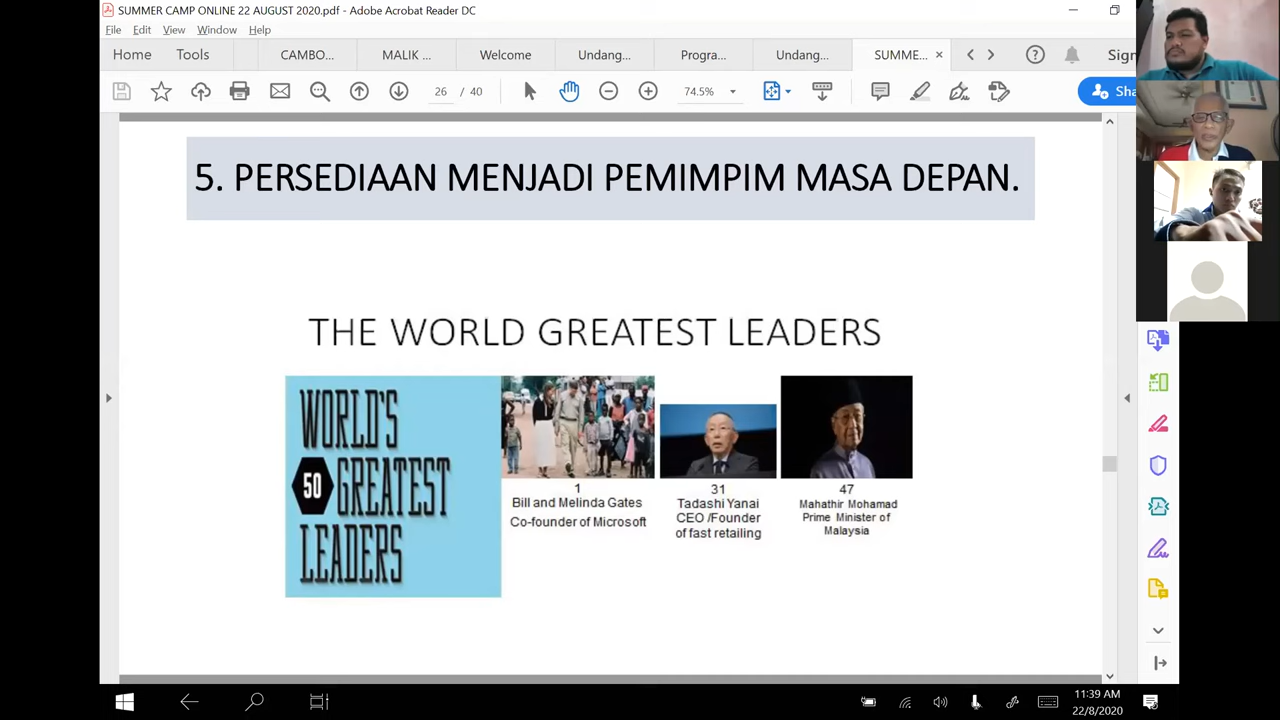 SUMMER CAMP ONLINE 22 AUGUST 2020.pdf - Adobe Acrobat Reader DC
File Edit View Window Help
Home Tools CAMBO... MALIK ... Welcome Undang... Progra... Undang... SUMME... Sign
26 / 40 74.5% Sha
5. PERSEDIAAN MENJADI PEMIMPIM MASA DEPAN.
THE WORLD GREATEST LEADERS
WORLD'S
50 GREATEST
LEADERS
1
Bill and Melinda Gates
Co-founder of Microsoft
31
Tadashi Yanai
CEO /Founder
of fast retailing
47
Mahathir Mohamad
Prime Minister of
Malaysia
11:39 AM
22/8/2020